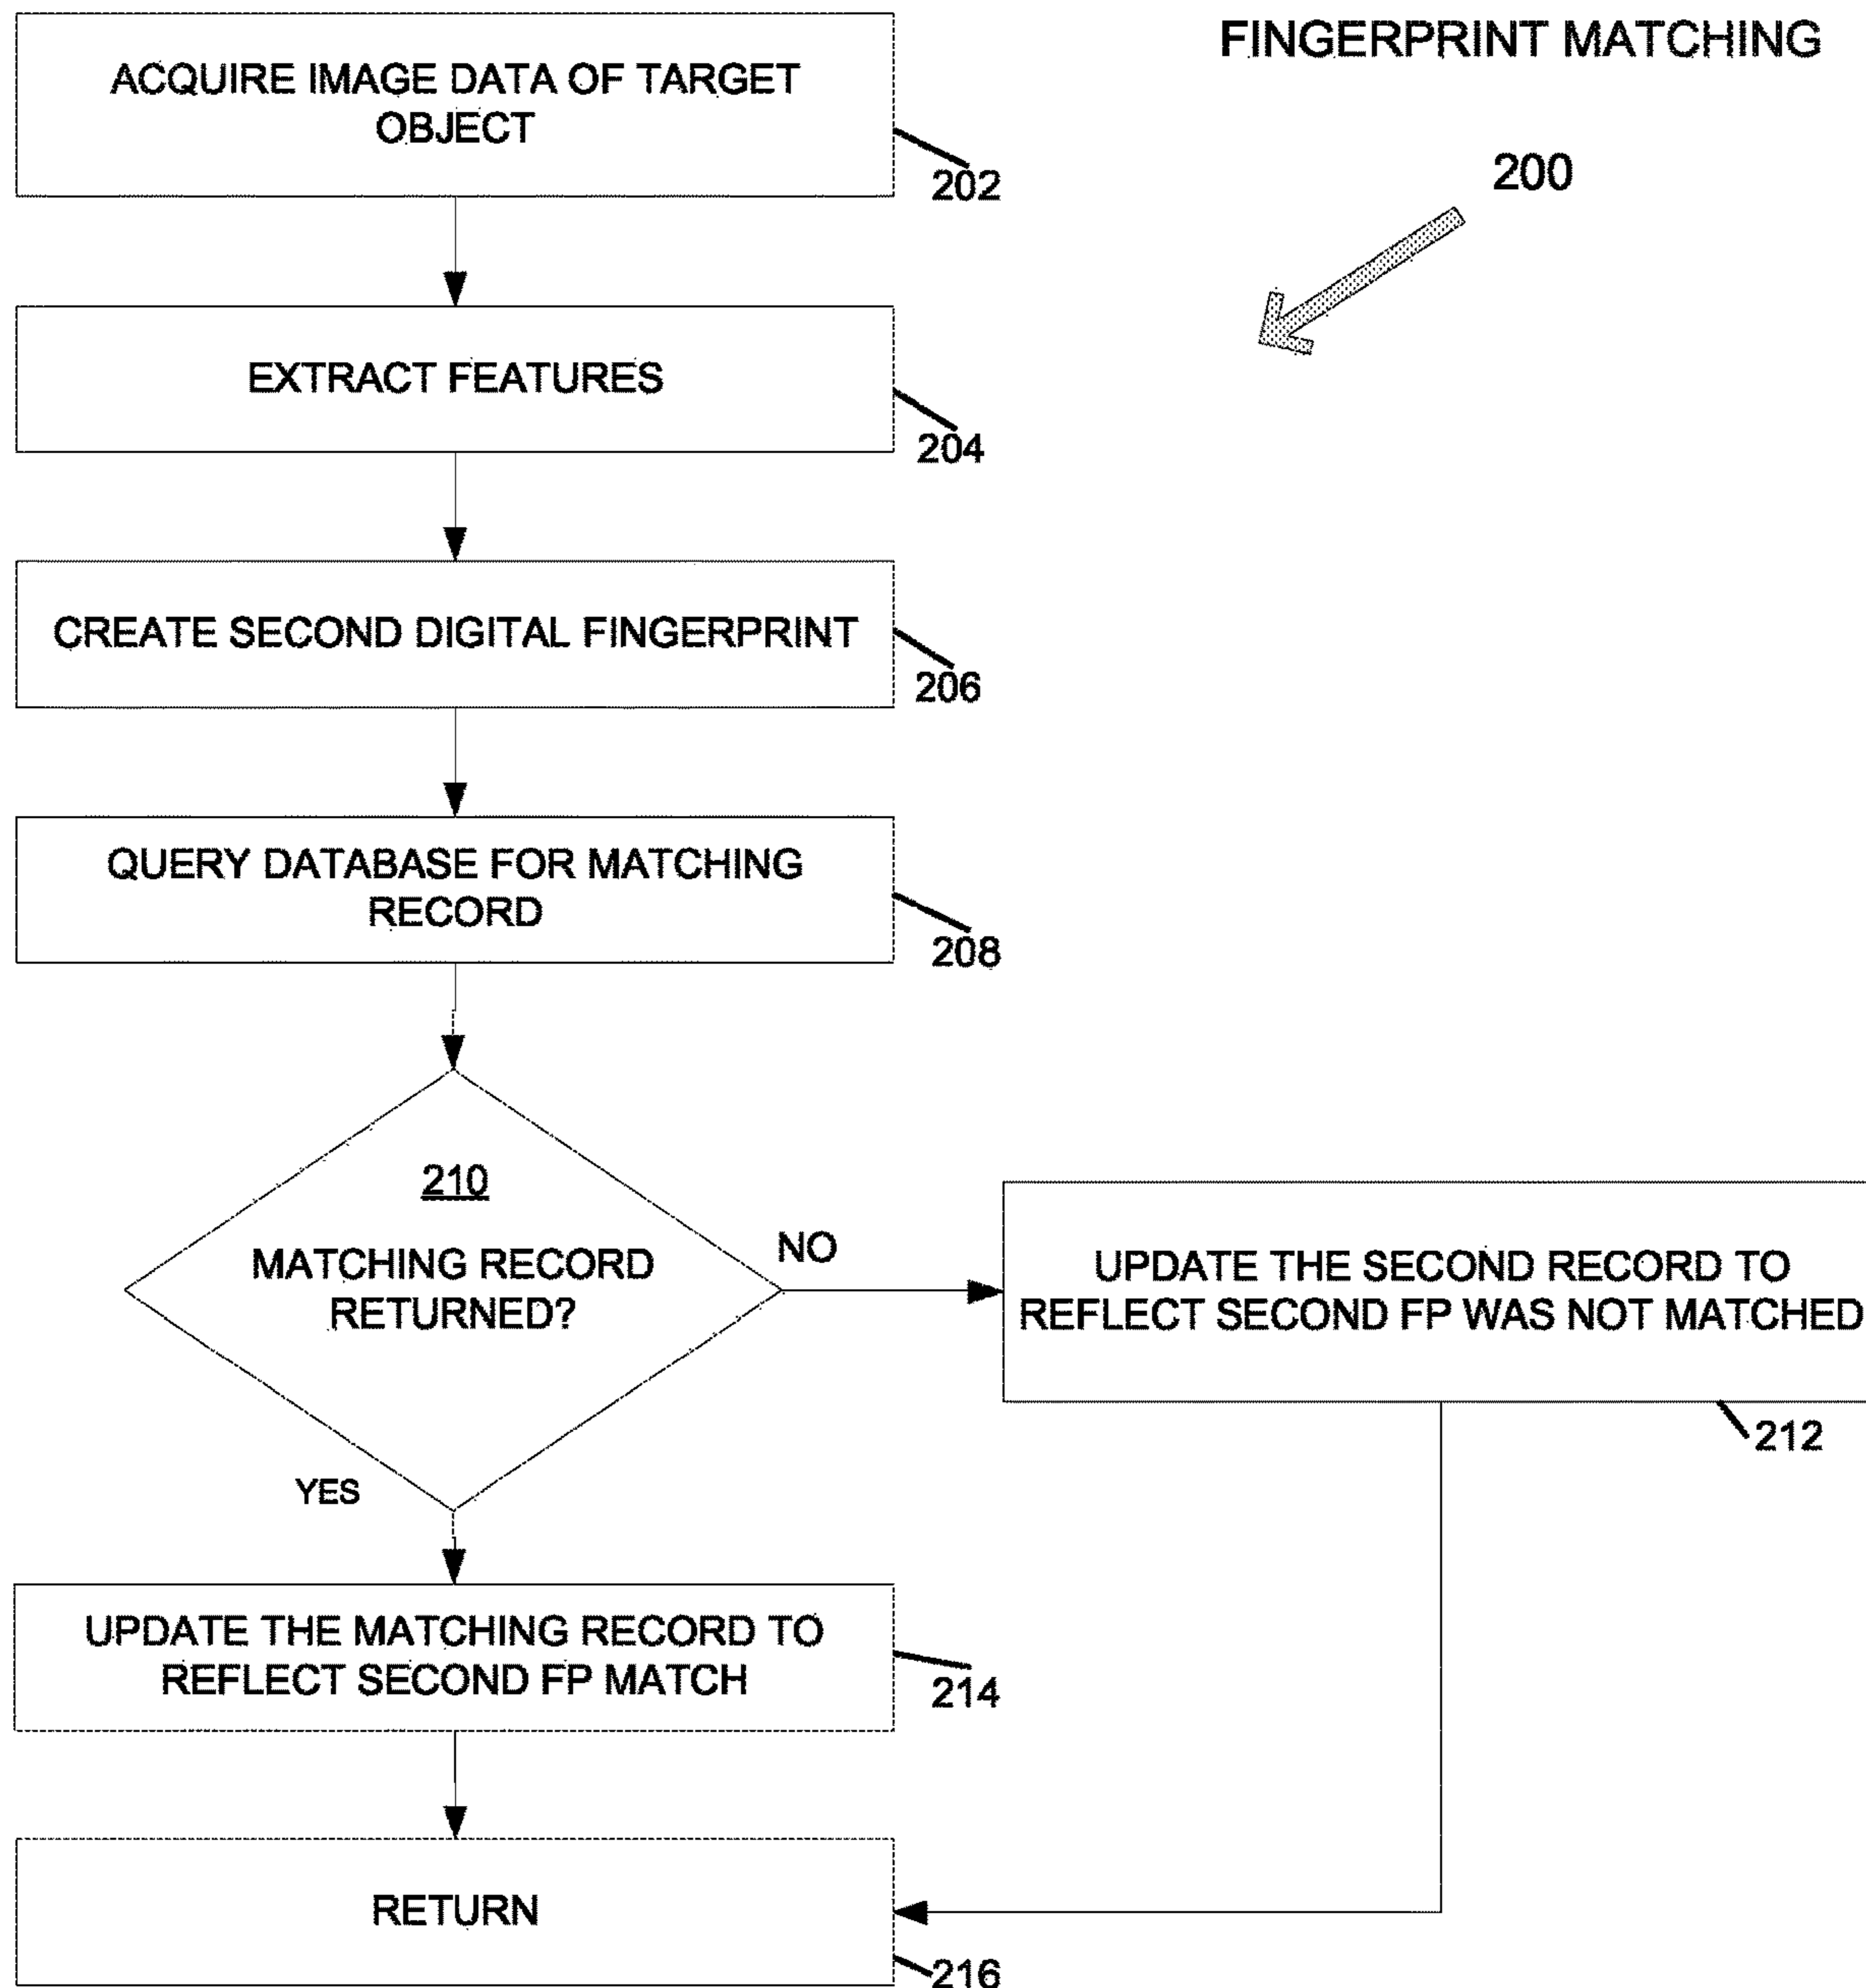 FINGERPRINT MATCHING
200
ACQUIRE IMAGE DATA OF TARGET
OBJECT
202
EXTRACT FEATURES
204
CREATE SECOND DIGITAL FINGERPRINT
206
QUERY DATABASE FOR MATCHING
RECORD
208
210
MATCHING RECORD
RETURNED?
NO
UPDATE THE SECOND RECORD TO
REFLECT SECOND FP WAS NOT MATCHED
212
YES
UPDATE THE MATCHING RECORD TO
REFLECT SECOND FP MATCH
214
RETURN
216